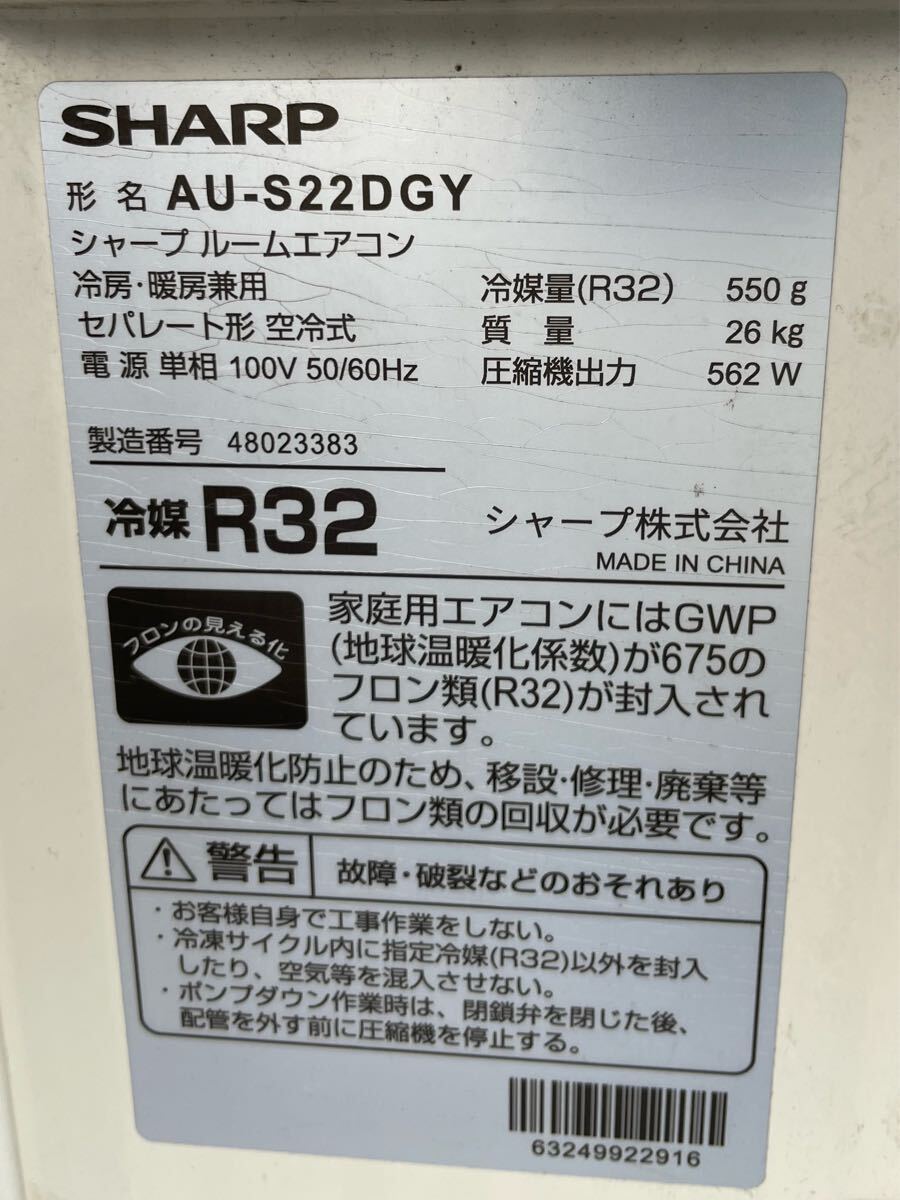 SHARP
形 名 AU-S22DGY
シャープ ルームエアコン
冷房・暖房兼用
セパレート形 空冷式
電 源 単相 100V 50/60Hz
冷媒量(R32) 550 g
質 量 26 kg
圧縮機出力 562 W
製造番号 48023383
冷媒 R32
シャープ株式会社
MADE IN CHINA
フロンの見える化
家庭用エアコンにはGWP
(地球温暖化係数)が675の
フロン類(R32)が封入され
ています。
地球温暖化防止のため、移設・修理・廃棄等
にあたってはフロン類の回収が必要です。
警告 故障・破裂などのおそれあり
・お客様自身で工事作業をしない。
・冷凍サイクル内に指定冷媒(R32)以外を封入
したり、空気等を混入させない。
・ポンプダウン作業時は、閉鎖弁を閉じた後、
配管を外す前に圧縮機を停止する。
63249922916